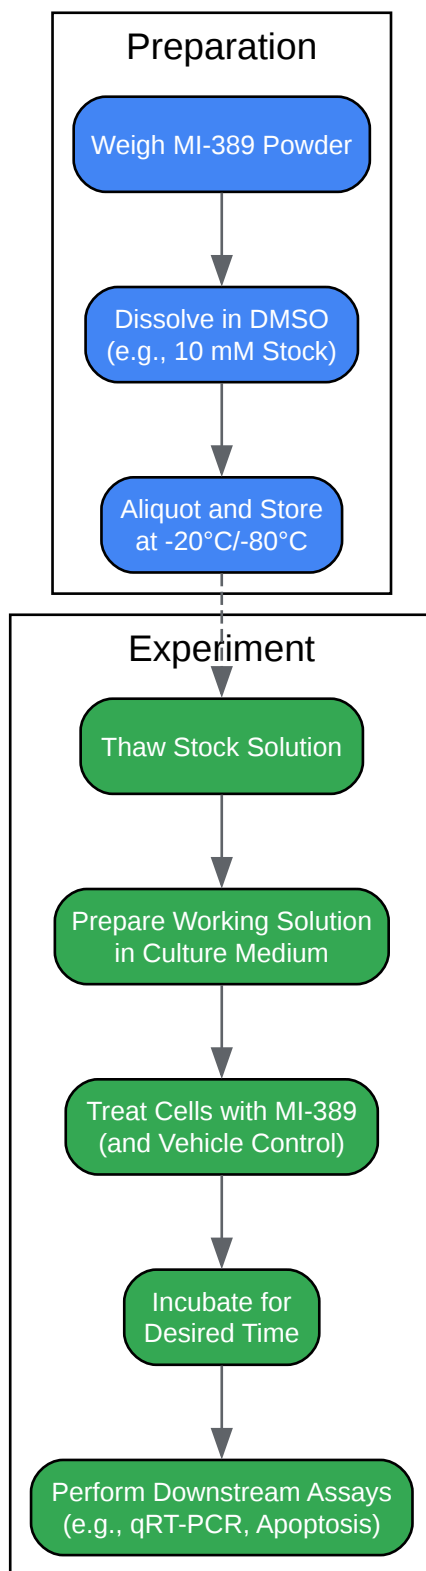 Preparation
Weigh MI-389 Powder
Dissolve in DMSO
(e.g., 10 mM Stock)
Aliquot and Store
at -20°C/-80°C
Experiment
Thaw Stock Solution
Prepare Working Solution
in Culture Medium
Treat Cells with MI-389
(and Vehicle Control)
Incubate for
Desired Time
Perform Downstream Assays
(e.g., qRT-PCR, Apoptosis)